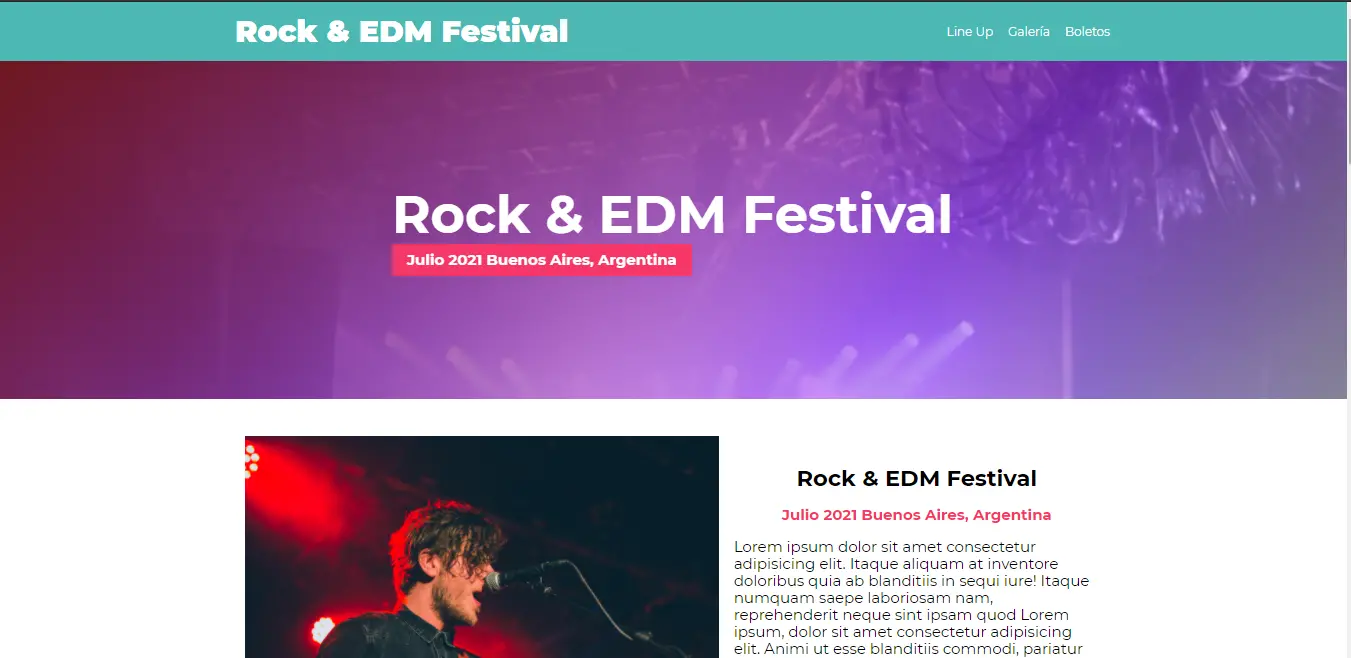 Rock & EDM Festival
Line Up Galería Boletos
Rock & EDM Festival
Julio 2021 Buenos Aires, Argentina
Rock & EDM Festival
Julio 2021 Buenos Aires, Argentina
Lorem ipsum dolor sit amet consectetur
adipisicing elit. Itaque aliquam at inventore
doloribus quia ab blanditiis in sequi iure! Itaque
numquam saepe laboriosam nam,
reprehenderit neque sint ipsam quod Lorem
ipsum, dolor sit amet consectetur adipisicing
elit. Animi ut esse blanditiis commodi, pariatur